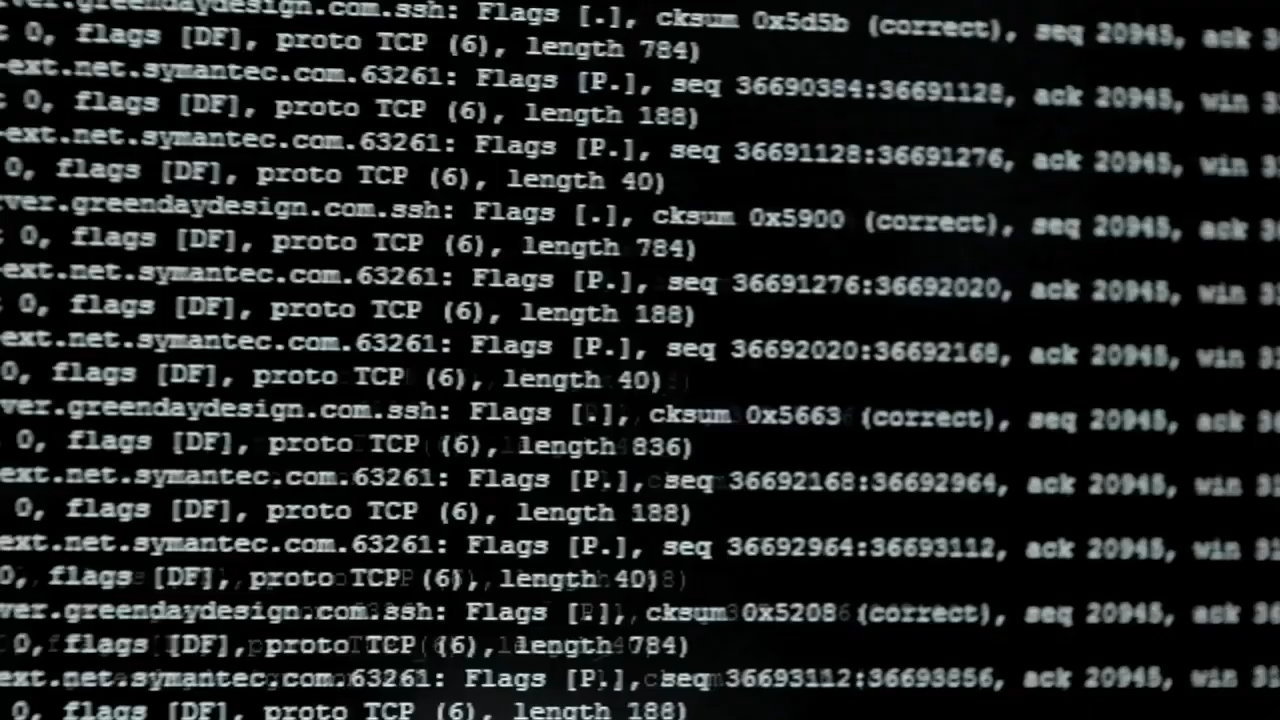 ver.greendaydesign.com.ssh: Flags [.], cksum 0x5d5b (correct), seq 20945, ack 3
0, flags [DF], proto TCP (6), length 784)
-ext.net.symantec.com.63261: Flags [P.], seq 36690384:36691128, ack 20945, win 3
0, flags [DF], proto TCP (6), length 188)
-ext.net.symantec.com.63261: Flags [P.], seq 36691128:36691276, ack 20945, win 3
0, flags [DF], proto TCP (6), length 40)
ver.greendaydesign.com.ssh: Flags [.], cksum 0x5900 (correct), seq 20945, ack 3
0, flags [DF], proto TCP (6), length 784)
-ext.net.symantec.com.63261: Flags [P.], seq 36691276:36692020, ack 20945, win 3
0, flags [DF], proto TCP (6), length 188)
ext.net.symantec.com.63261: Flags [P.], seq 36692020:36692168, ack 20945, win 31
0, flags [DF], proto TCP (6), length 40)
ver.greendaydesign.com.ssh: Flags [.], cksum 0x5663 (correct), seq 20945, ack 36
0, flags [DF], proto TCP (6), length 836)
ext.net.symantec.com.63261: Flags [P.], seq 36692168:36692964, ack 20945, win 31
0, flags [DF], proto TCP (6), length 188)
ext.net.symantec.com.63261: Flags [P.], seq 36692964:36693112, ack 20945, win 31
0, flags [DF], proto TCP (6), length 40)
ver.greendaydesign.com.ssh: Flags [.], cksum 0x5208 (correct), seq 20945, ack 36
0, flags [DF], proto TCP (6), length 784)
ext.net.symantec.com.63261: Flags [P.], seq 36693112:36693856, ack 20945, win 31
0, flags [DF], proto TCP (6), length 188)